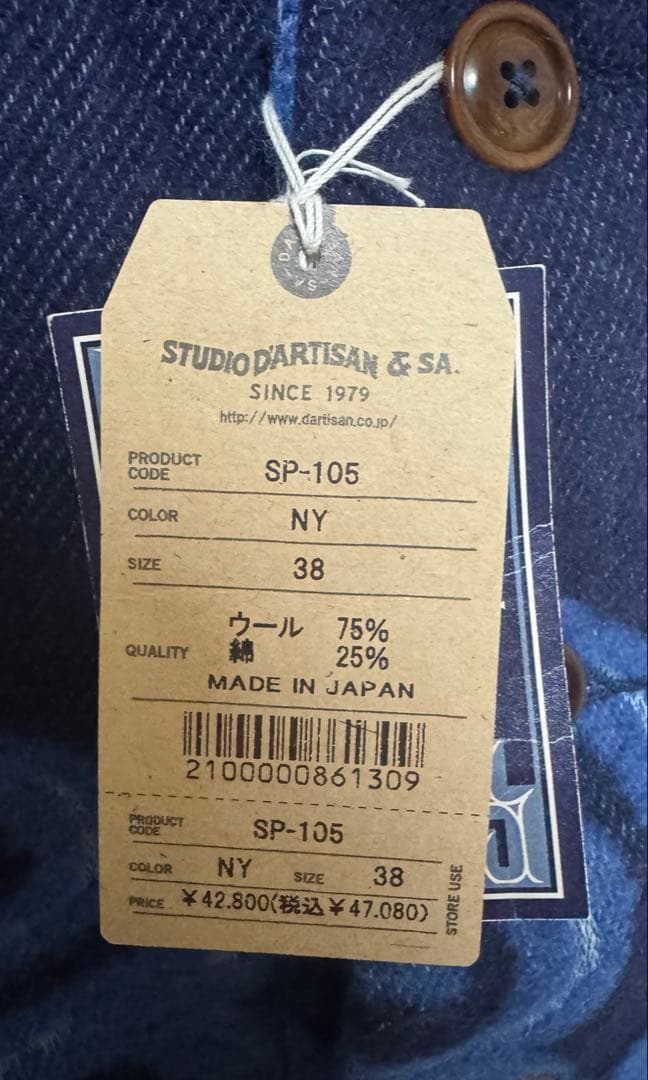 STUDIO D'ARTISAN & SA.
SINCE 1979
http://www.dartisan.co.jp/
PRODUCT CODE SP-105
COLOR NY
SIZE 38
ウール 75%
QUALITY 綿 25%
MADE IN JAPAN
2100000861309
PRODUCT CODE SP-105
COLOR NY SIZE 38
PRICE ¥42.800(税込¥47.080)
STORE USE